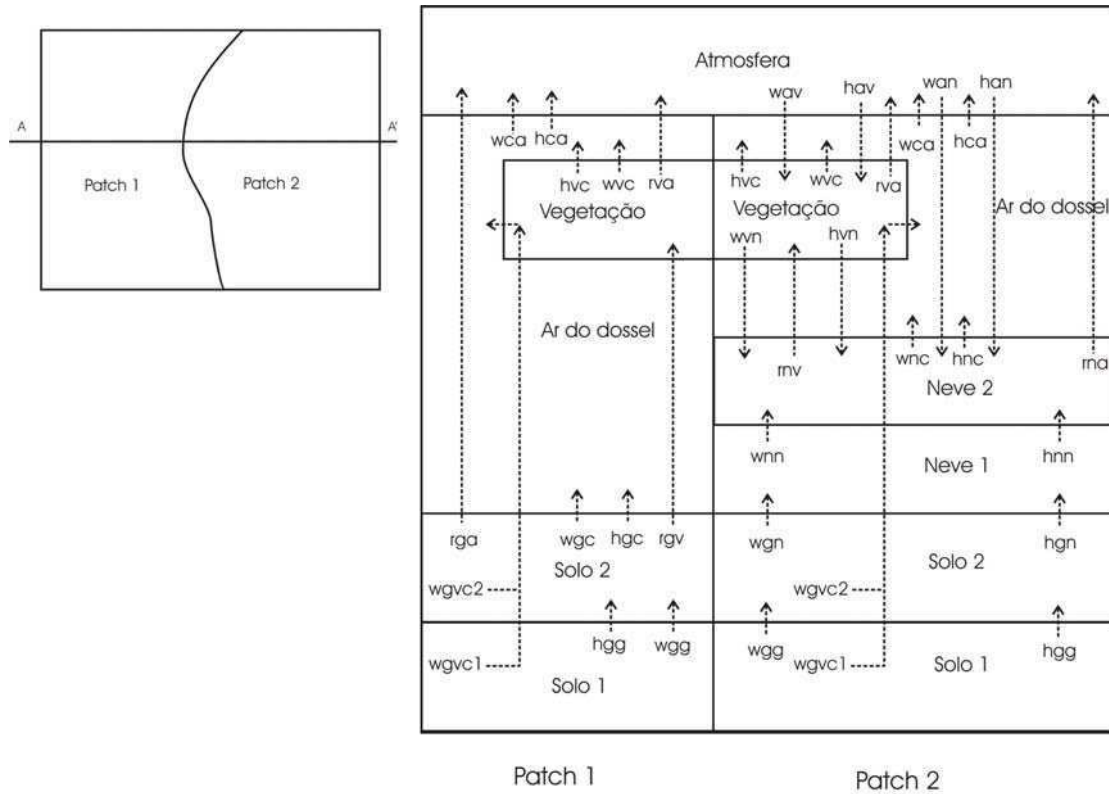 A A'
Patch 1 Patch 2
Atmosfera
wav hav wan han
wca hca wca hca
hvc wvc rva hvc wvc rva
Vegetação Vegetação Ar do dossel
wvn hvn
Ar do dossel
wnc hnc
rnv rna
Neve 2
wnn Neve 1 hnn
rga wgc hgc rgv wgn hgn
Solo 2 Solo 2
wgvc2 wgvc2
hgg wgg wgg hgg
wgvc1 wgvc1 Solo 1
Solo 1
Patch 1 Patch 2